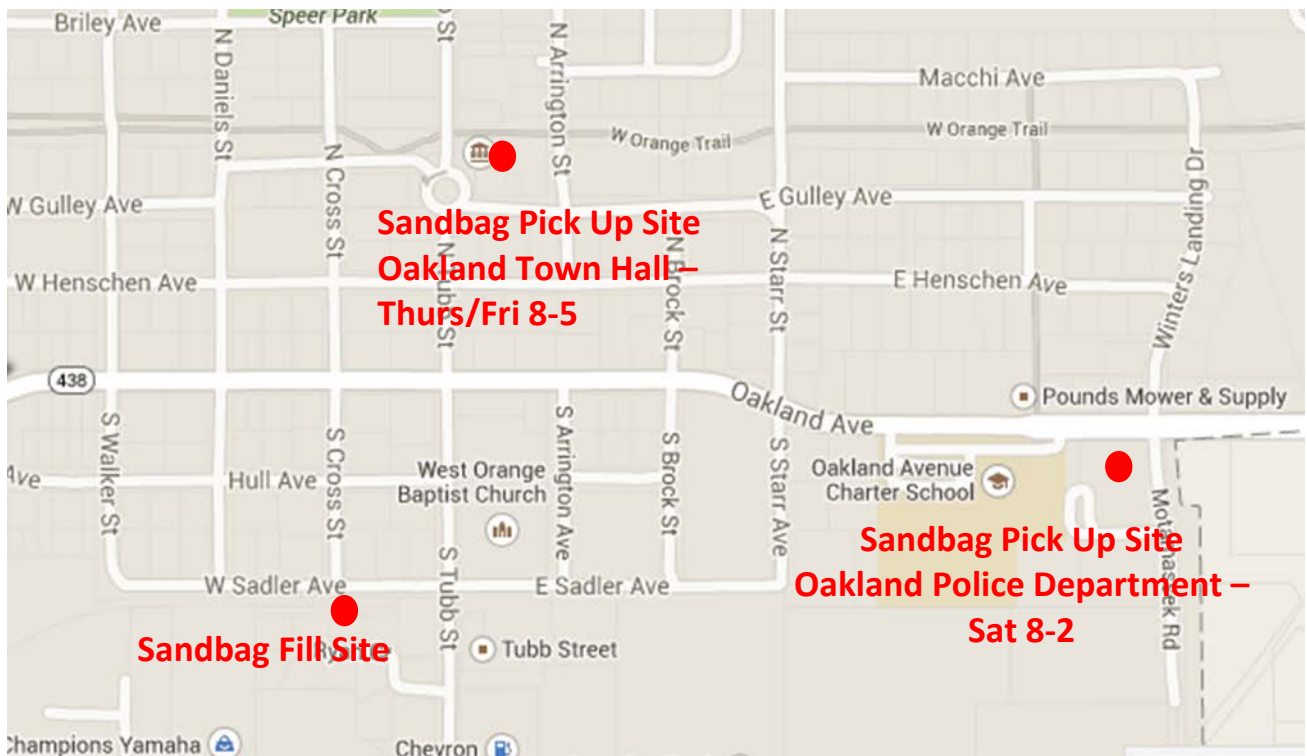 Speer Park
Briley Ave
N Daniels St
N Cross St
St
N Arrington St
Macchi Ave
W Orange Trail
W Orange Trail
W Gulley Ave
E Gulley Ave
Winters Landing Dr
Sandbag Pick Up Site
Oakland Town Hall –
Thurs/Fri 8-5
N Tubb St
N Brock St
N Starr St
W Henschen Ave
E Henschen Ave
438
Oakland Ave
Pounds Mower & Supply
S Walker St
S Cross St
S Arrington Ave
S Brock St
S Starr Ave
Ave
Hull Ave
West Orange
Baptist Church
Oakland Avenue
Charter School
Sandbag Pick Up Site
Oakland Police Department –
Sat 8-2
Rd
W Sadler Ave
E Sadler Ave
S Tubb St
Sandbag Fill Site
Tubb Street
Champions Yamaha
Chevron